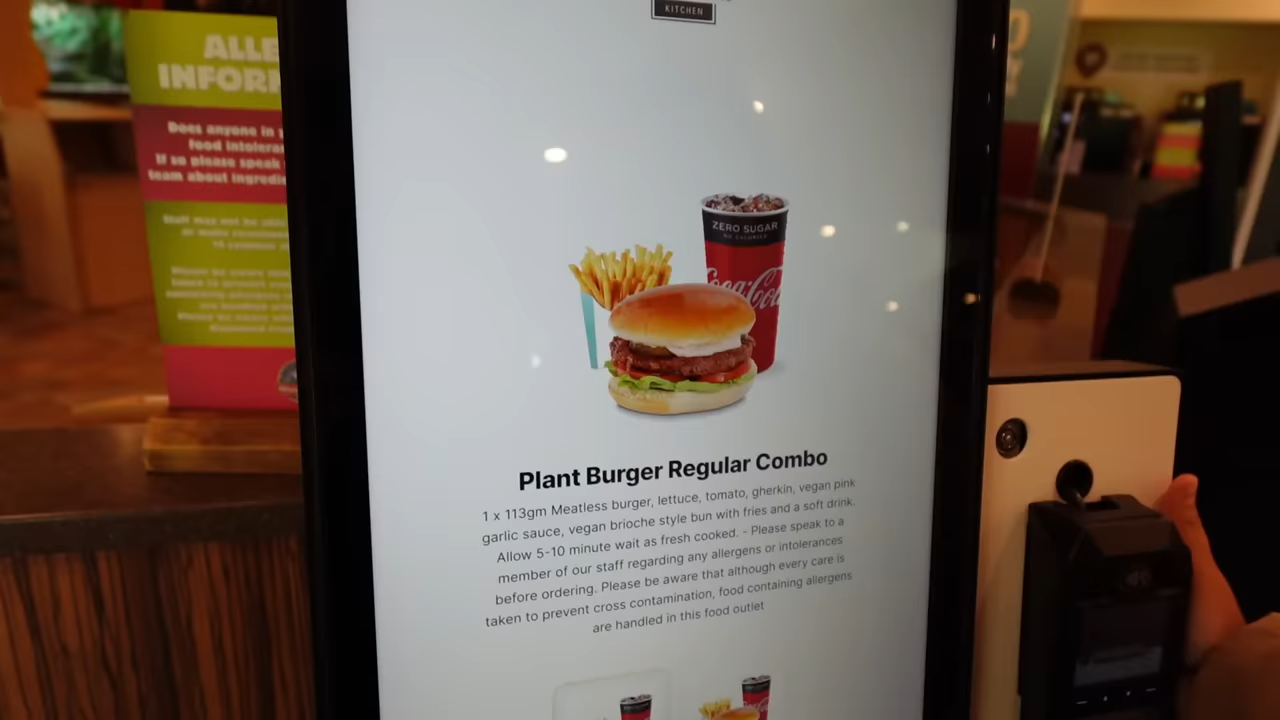 KITCHEN
ALLE
INFORM
Does anyone in
food intoleran
If so please speak
team about ingredie
ZERO SUGAR
NO CALORIES
Coca-Cola
Plant Burger Regular Combo
1 x 113gm Meatless burger, lettuce, tomato, gherkin, vegan pink
garlic sauce, vegan brioche style bun with fries and a soft drink.
Allow 5-10 minute wait as fresh cooked. - Please speak to a
member of our staff regarding any allergens or intolerances
before ordering. Please be aware that although every care is
taken to prevent cross contamination, food containing allergens
are handled in this food outlet